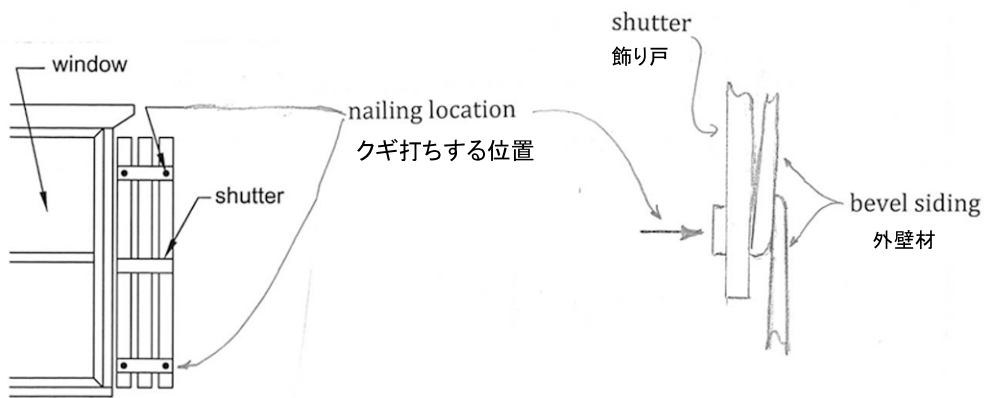 window
shutter
nailing location
クギ打ちする位置
shutter
飾り戸
bevel siding
外壁材